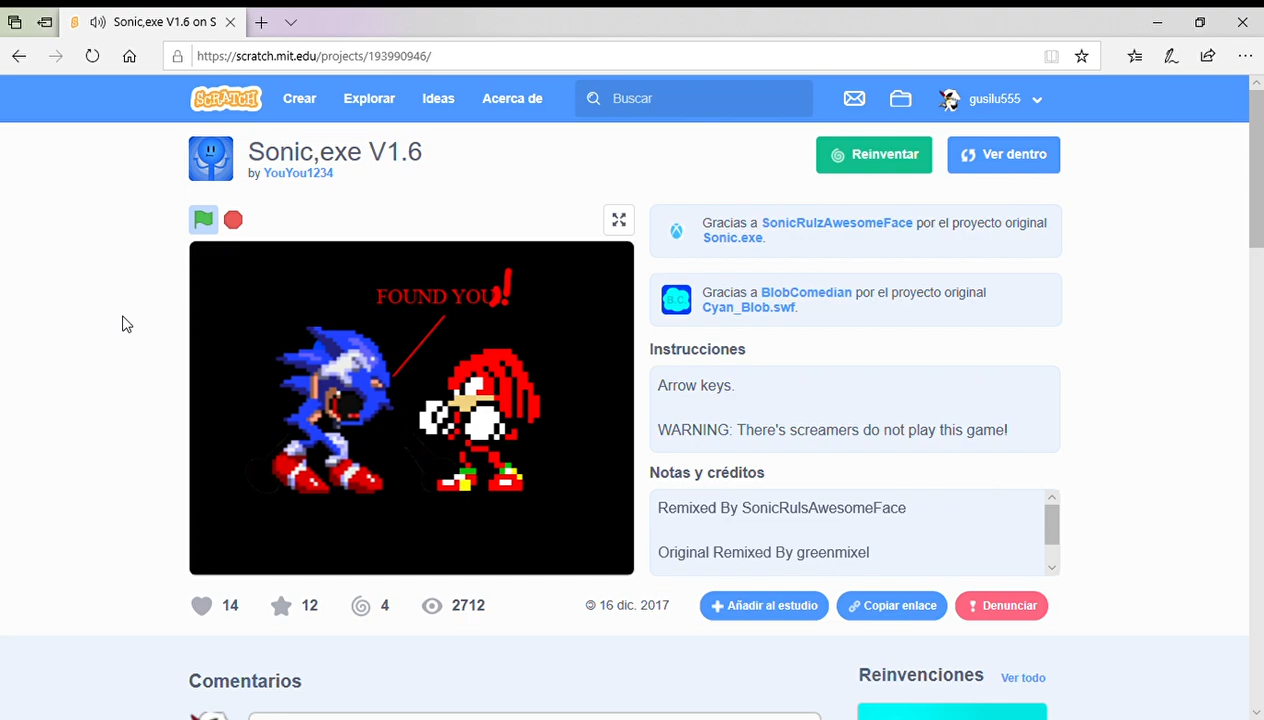 Sonic,exe V1.6 on S
https://scratch.mit.edu/projects/193990946/
SCRATCH
Crear
Explorar
Ideas
Acerca de
Buscar
gusilu555
Sonic,exe V1.6
by YouYou1234
Reinventar
Ver dentro
FOUND YOU!
Gracias a SonicRulzAwesomeFace por el proyecto original
Sonic.exe.
B.C.
Gracias a BlobComedian por el proyecto original
Cyan_Blob.swf.
Instrucciones
Arrow keys.
WARNING: There's screamers do not play this game!
Notas y créditos
Remixed By SonicRulsAwesomeFace
Original Remixed By greenmixel
14
12
4
2712
© 16 dic. 2017
Añadir al estudio
Copiar enlace
Denunciar
Comentarios
Reinvenciones
Ver todo